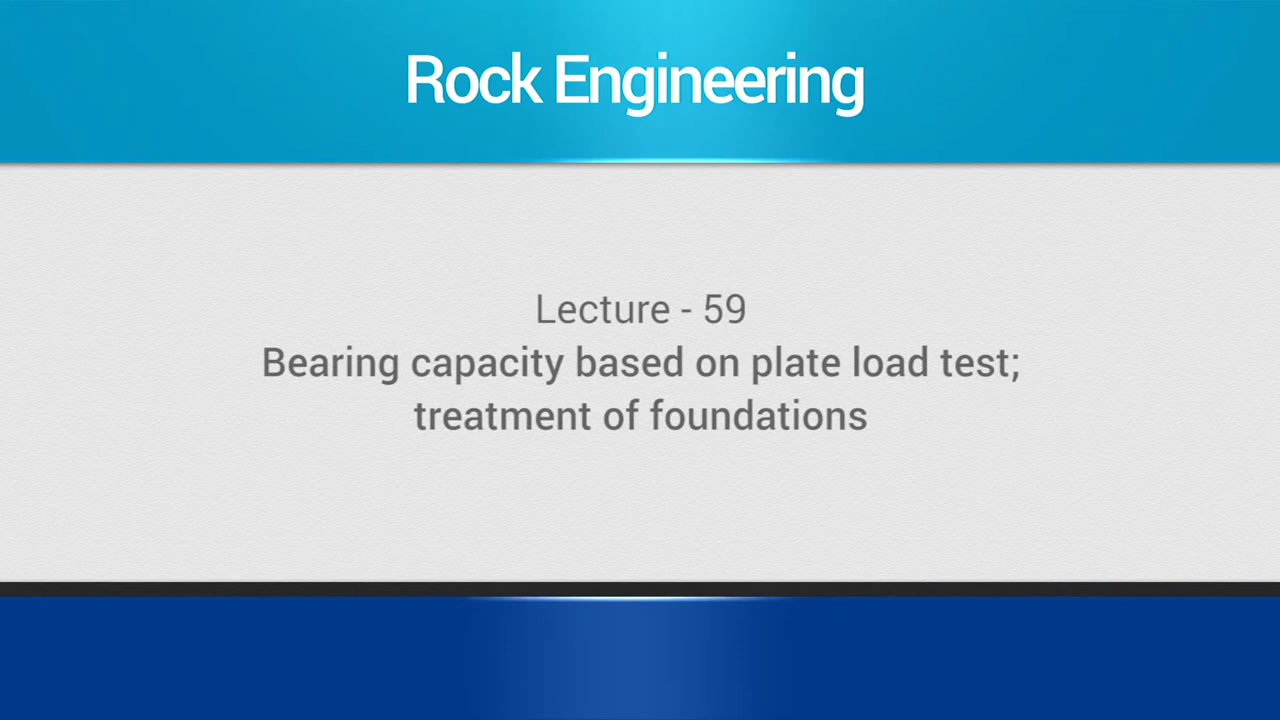 Rock Engineering
Lecture - 59
Bearing capacity based on plate load test;
treatment of foundations